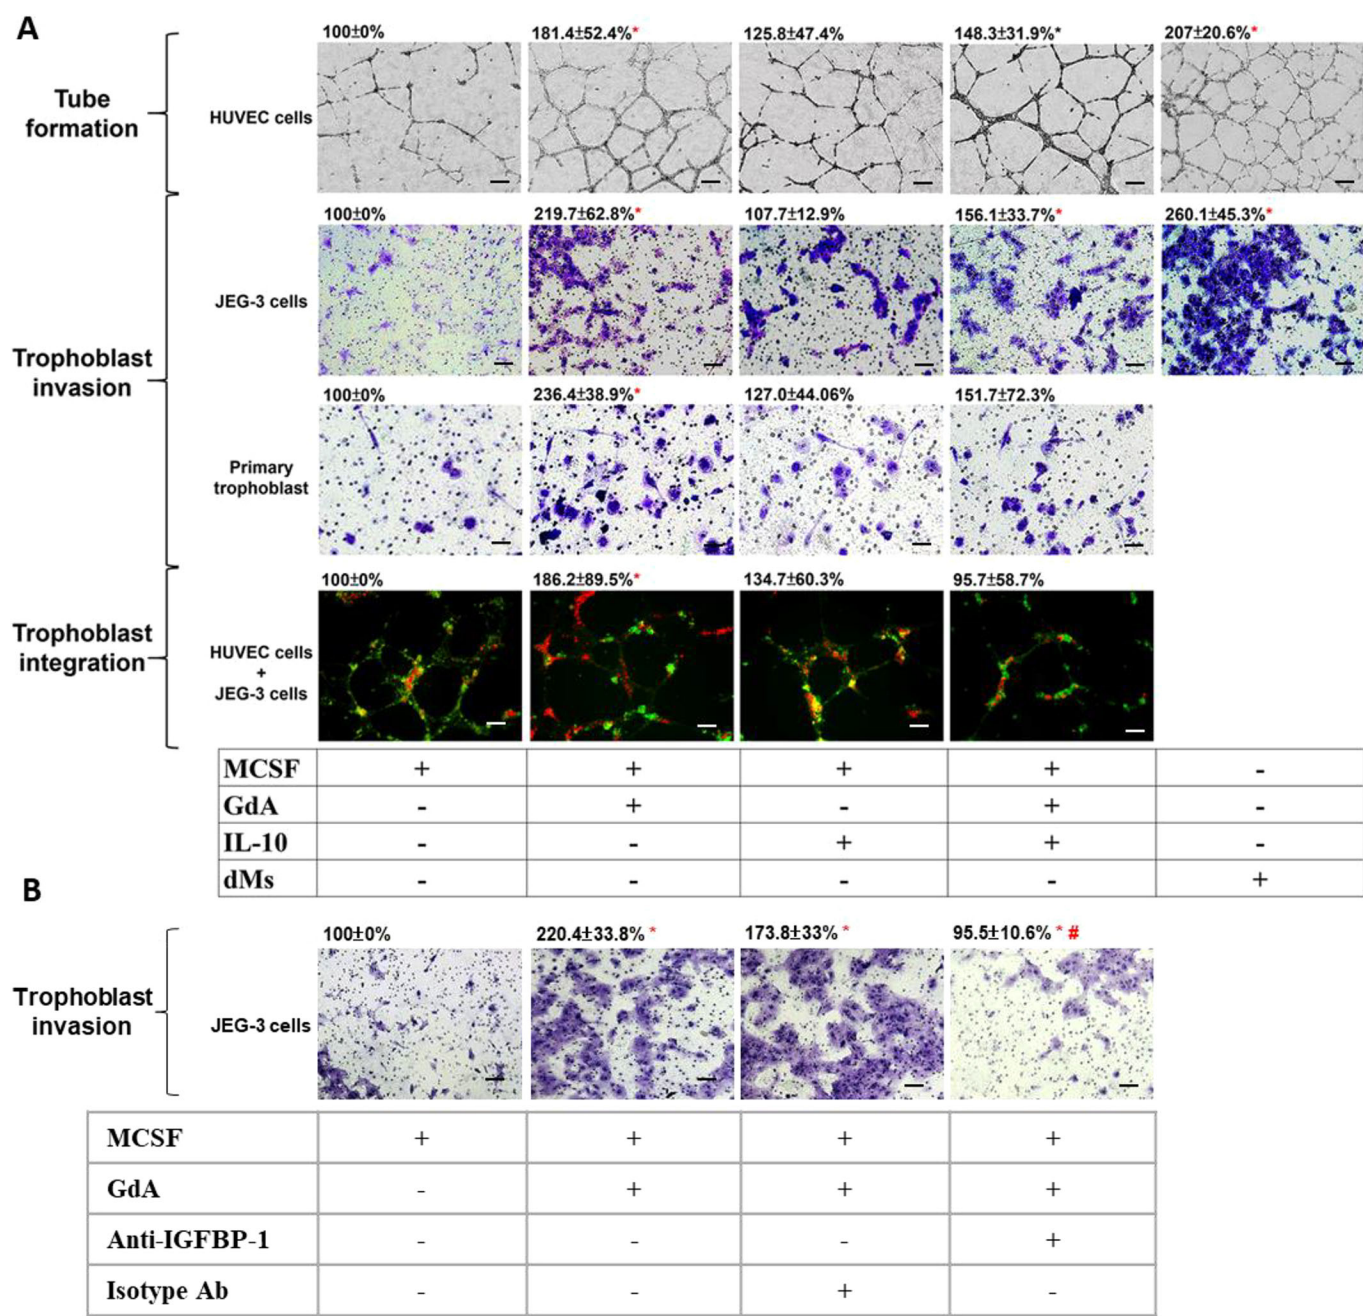 A
100±0%
181.4±52.4%*
125.8±47.4%
148.3±31.9%*
207±20.6%*
Tube
formation
HUVEC cells
100±0%
219.7±62.8%*
107.7±12.9%
156.1±33.7%*
260.1±45.3%*
JEG-3 cells
Trophoblast
invasion
100±0%
236.4±38.9%*
127.0±44.06%
151.7±72.3%
Primary
trophoblast
100±0%
186.2±89.5%*
134.7±60.3%
95.7±58.7%
Trophoblast
integration
HUVEC cells
+
JEG-3 cells
MCSF + + + + -
GdA - + - + -
IL-10 - - + + -
dMs - - - - +
B
100±0%
220.4±33.8% *
173.8±33% *
95.5±10.6% * #
Trophoblast
invasion
JEG-3 cells
MCSF + + + +
GdA - + + +
Anti-IGFBP-1 - - - +
Isotype Ab - - + -